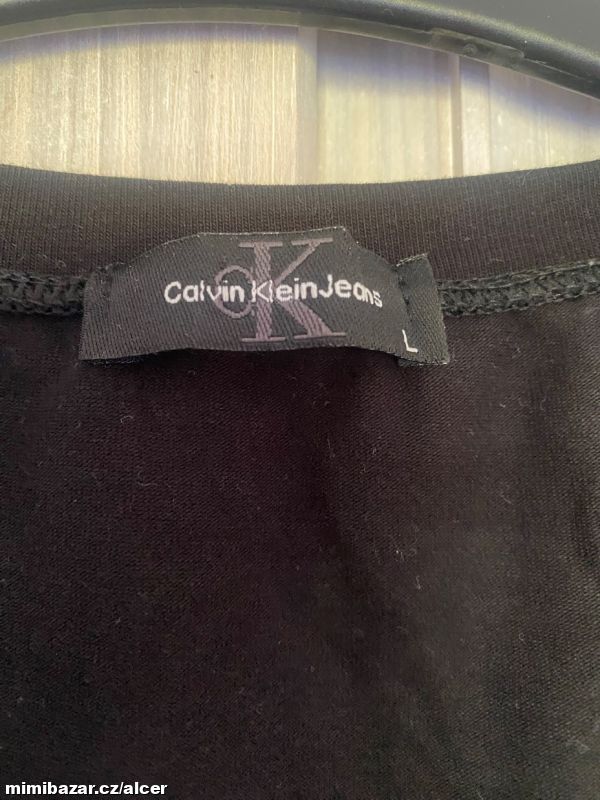 CK
Calvin Klein Jeans
L
mimibazar.cz/alcer